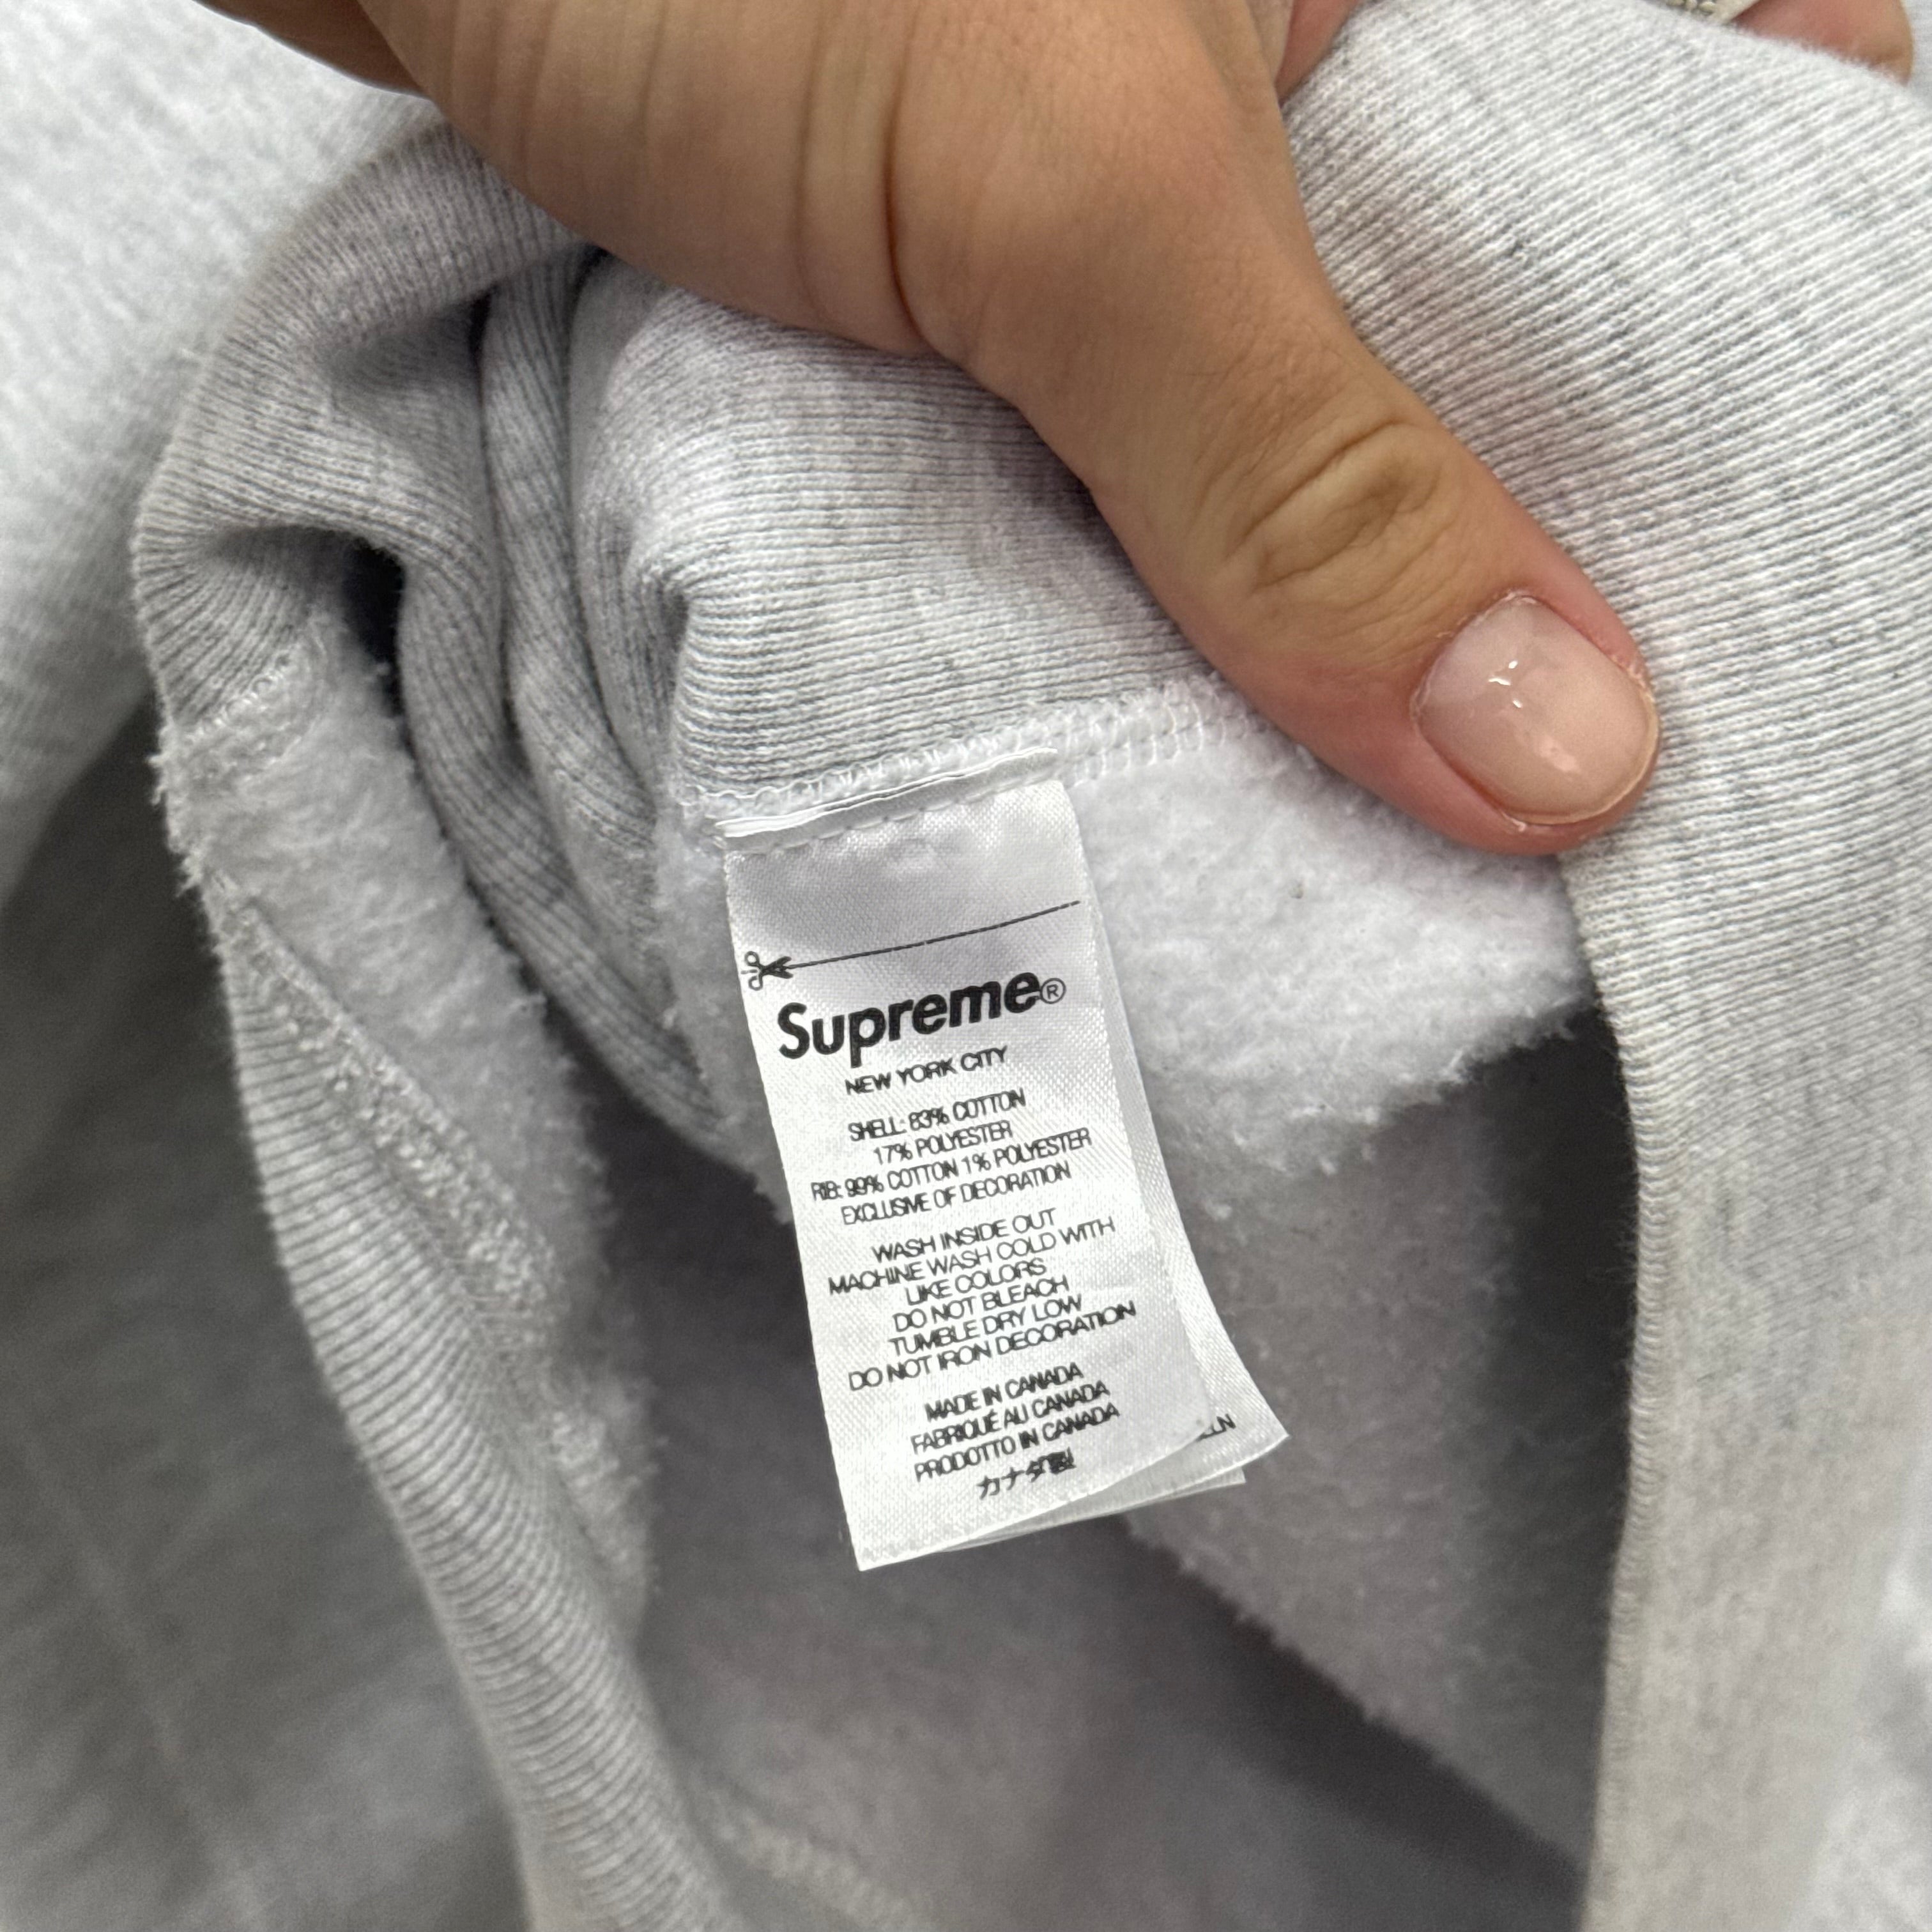 Supreme®
NEW YORK CITY
SHELL: 83% COTTON
17% POLYESTER
RIB: 99% COTTON 1% POLYESTER
EXCLUSIVE OF DECORATION
WASH INSIDE OUT
MACHINE WASH COLD WITH
LIKE COLORS
DO NOT BLEACH
TUMBLE DRY LOW
DO NOT IRON DECORATION
MADE IN CANADA
FABRIQUÉ AU CANADA
PRODOTTO IN CANADA
カナダ製